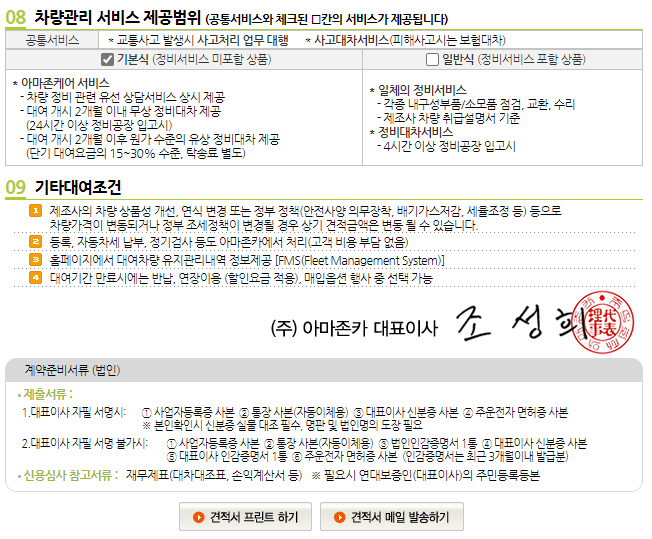 08 차량관리 서비스 제공범위 (공통서비스와 체크된 □칸의 서비스가 제공됩니다)
공통서비스 * 교통사고 발생시 사고처리 업무 대행 * 사고대차서비스(피해사고시는 보험대차)
기본식 (정비서비스 미포함 상품) 일반식 (정비서비스 포함 상품)
* 아마존케어 서비스
- 차량 정비 관련 유선 상담서비스 상시 제공
- 대여 개시 2개월 이내 무상 정비대차 제공
(24시간 이상 정비공장 입고시)
- 대여 개시 2개월 이후 원가 수준의 유상 정비대차 제공
(단기 대여요금의 15~30% 수준, 탁송료 별도)
* 일체의 정비서비스
- 각종 내구성부품/소모품 점검, 교환, 수리
- 제조사 차량 취급설명서 기준
* 정비대차서비스
- 4시간 이상 정비공장 입고시
09 기타대여조건
1 제조사의 차량 상품성 개선, 연식 변경 또는 정부 정책(안전사양 의무장착, 배기가스저감, 세율조정 등) 등으로
차량가격이 변동되거나 정부 조세정책이 변경될 경우 상기 견적금액은 변동 될 수 있습니다.
2 등록, 자동차세 납부, 정기검사 등도 아마존카에서 처리(고객 비용 부담 없음)
3 홈페이지에서 대여차량 유지관리내역 정보제공 [FMS(Fleet Management System)]
4 대여기간 만료시에는 반납, 연장이용 (할인요금 적용), 매입옵션 행사 중 선택 가능
(주) 아마존카 대표이사 조성희
계약준비서류 (법인)
• 제출서류 :
1.대표이사 자필 서명시: ① 사업자등록증 사본 ② 통장 사본(자동이체용) ③ 대표이사 신분증 사본 ④ 주운전자 면허증 사본
※ 본인확인시 신분증 실물 대조 필수. 명판 및 법인명의 도장 필요
2.대표이사 자필 서명 불가시: ① 사업자등록증 사본 ② 통장 사본(자동이체용) ③ 법인인감증명서 1통 ④ 대표이사 신분증 사본
⑤ 대표이사 인감증명서 1통 ⑥ 주운전자 면허증 사본 (인감증명서는 최근 3개월이내 발급분)
• 신용심사 참고서류 : 재무제표(대차대조표, 손익계산서 등) ※ 필요시 연대보증인(대표이사)의 주민등록등본
견적서 프린트 하기 견적서 메일 발송하기